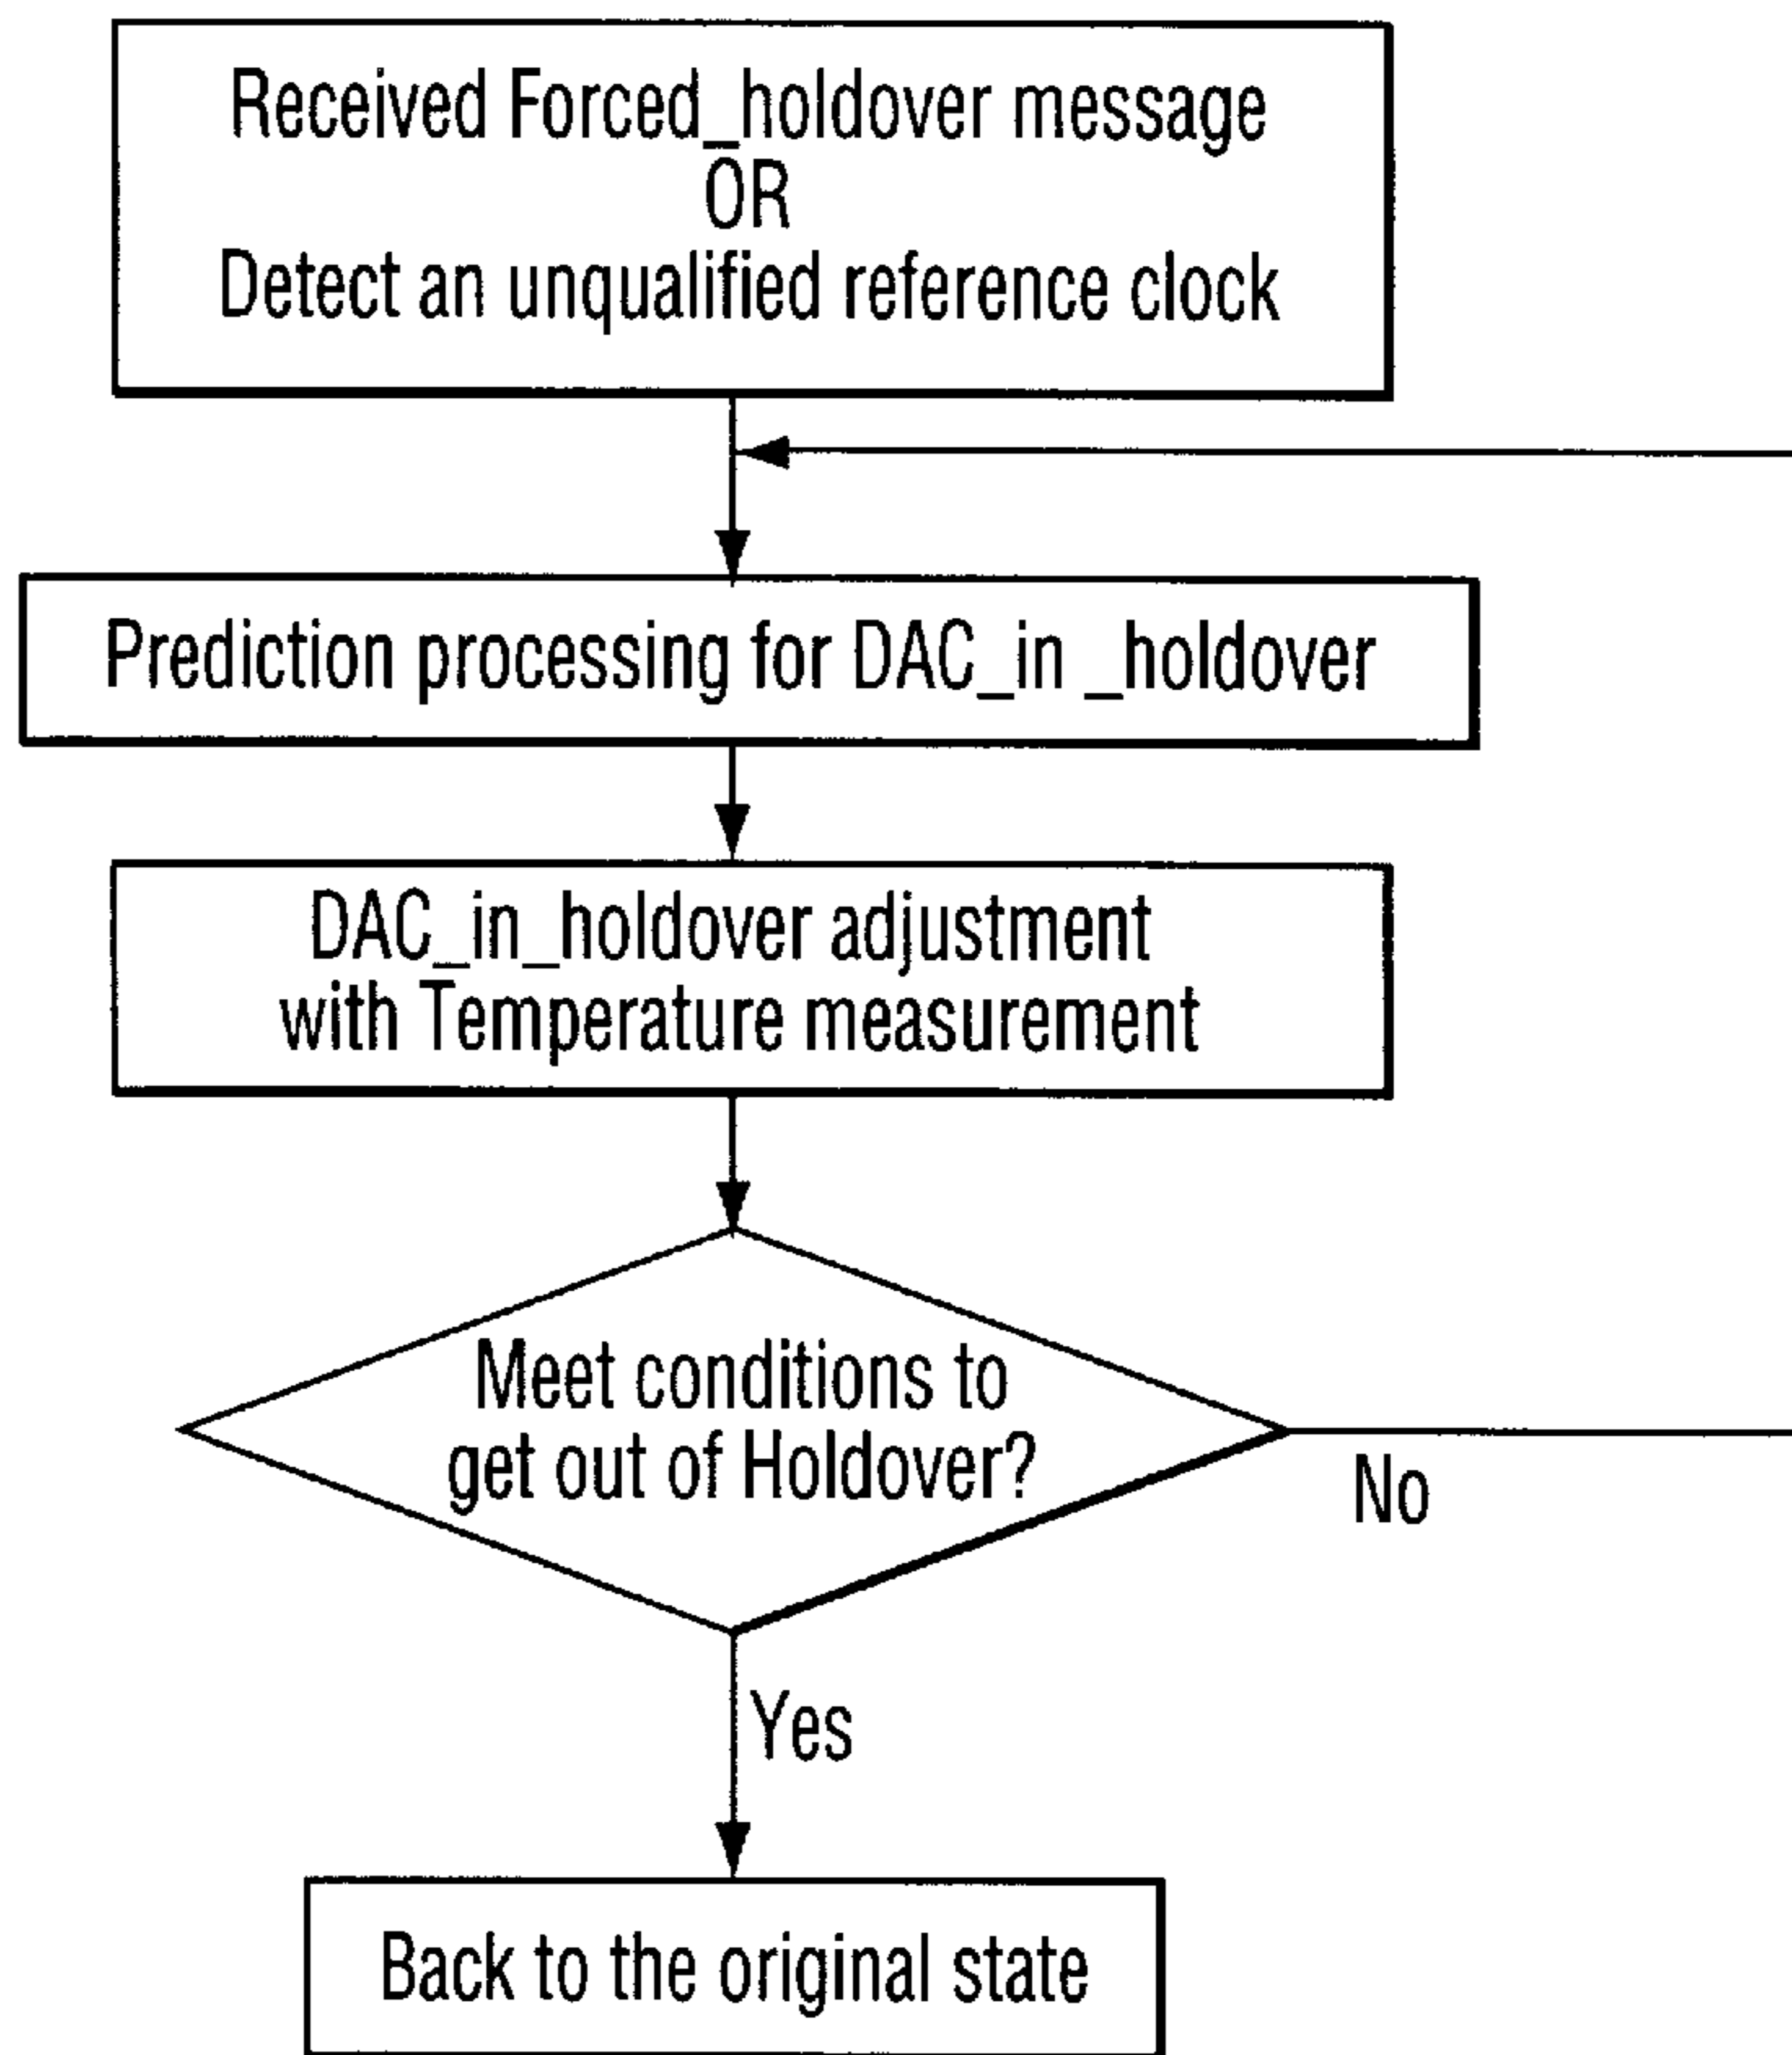 Received Forced_holdover message
OR
Detect an unqualified reference clock
Prediction processing for DAC_in _holdover
DAC_in_holdover adjustment
with Temperature measurement
Meet conditions to
get out of Holdover?
No
Yes
Back to the original state